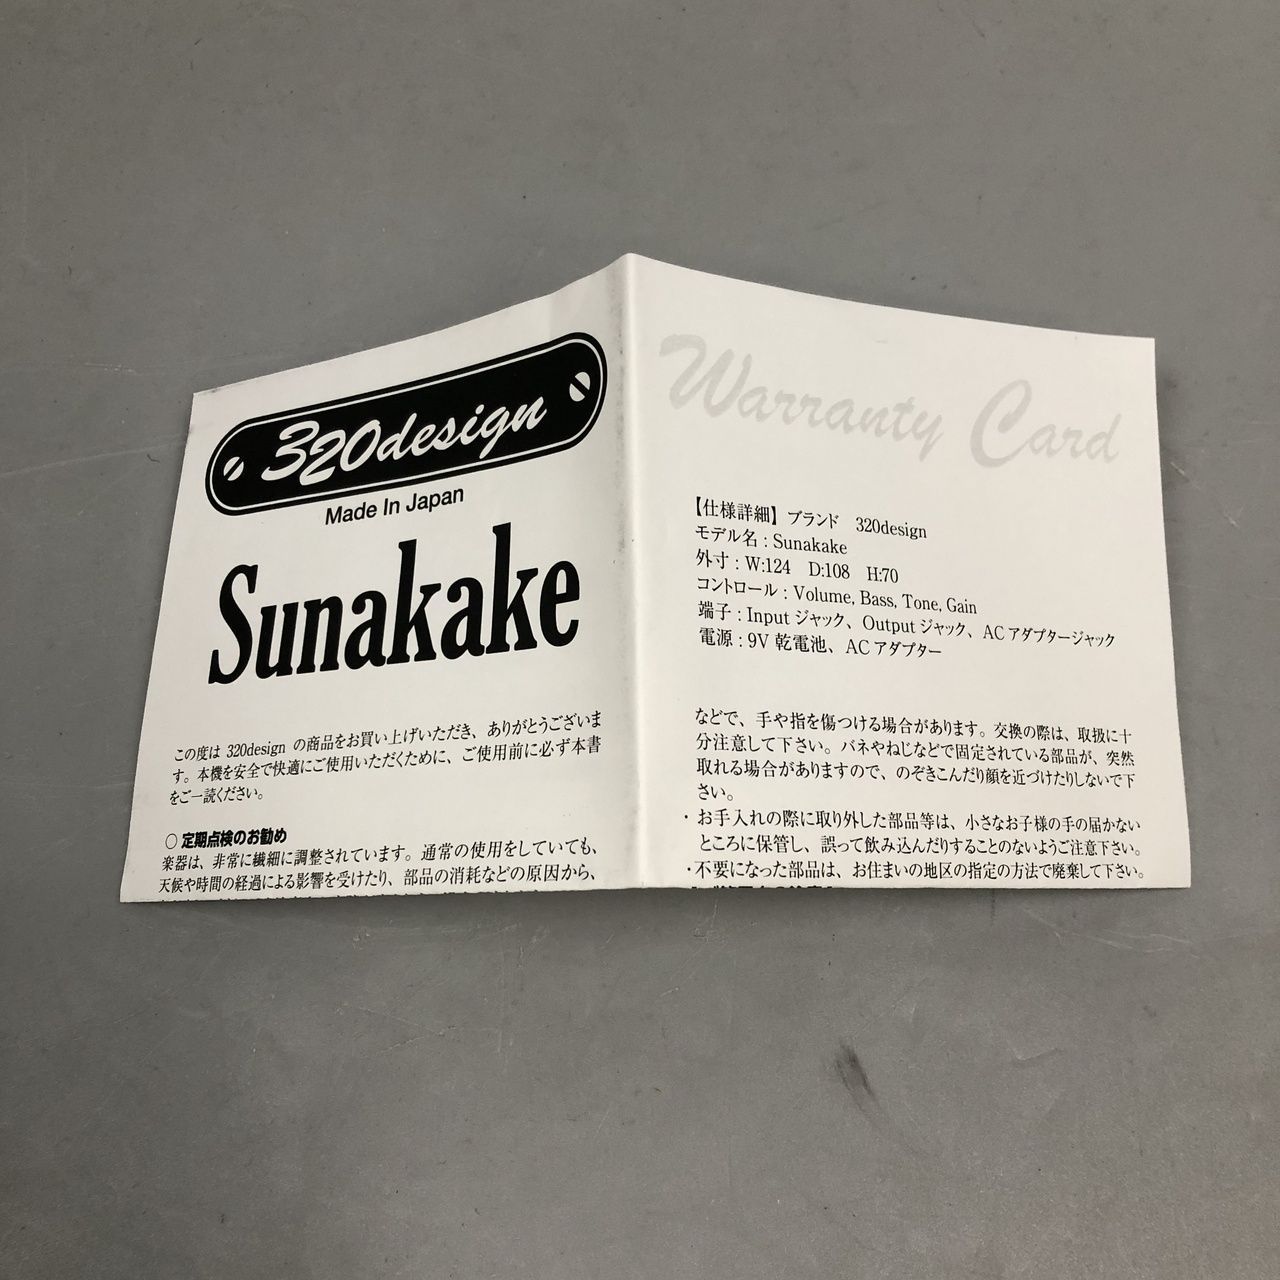 320design
Made In Japan
Sunakake
この度は 320design の商品をお買い上げいただき、ありがとうございま
す。本機を安全で快適にご使用いただくために、ご使用前に必ず本書
をご一読ください。
○ 定期点検のお勧め
楽器は、非常に繊細に調整されています。通常の使用をしていても、
天候や時間の経過による影響を受けたり、部品の消耗などの原因から、
Warranty Card
【仕様詳細】ブランド 320design
モデル名：Sunakake
外寸：W:124 D:108 H:70
コントロール：Volume, Bass, Tone, Gain
端子：Input ジャック、Output ジャック、AC アダプタージャック
電源：9V 乾電池、AC アダプター
などで、手や指を傷つける場合があります。交換の際は、取扱に十
分注意して下さい。バネやねじなどで固定されている部品が、突然
取れる場合がありますので、のぞきこんだり顔を近づけたりしないで下
さい。
・お手入れの際に取り外した部品等は、小さなお子様の手の届かない
ところに保管し、誤って飲み込んだりすることのないようご注意下さい。
・不要になった部品は、お住まいの地区の指定の方法で廃棄して下さい。